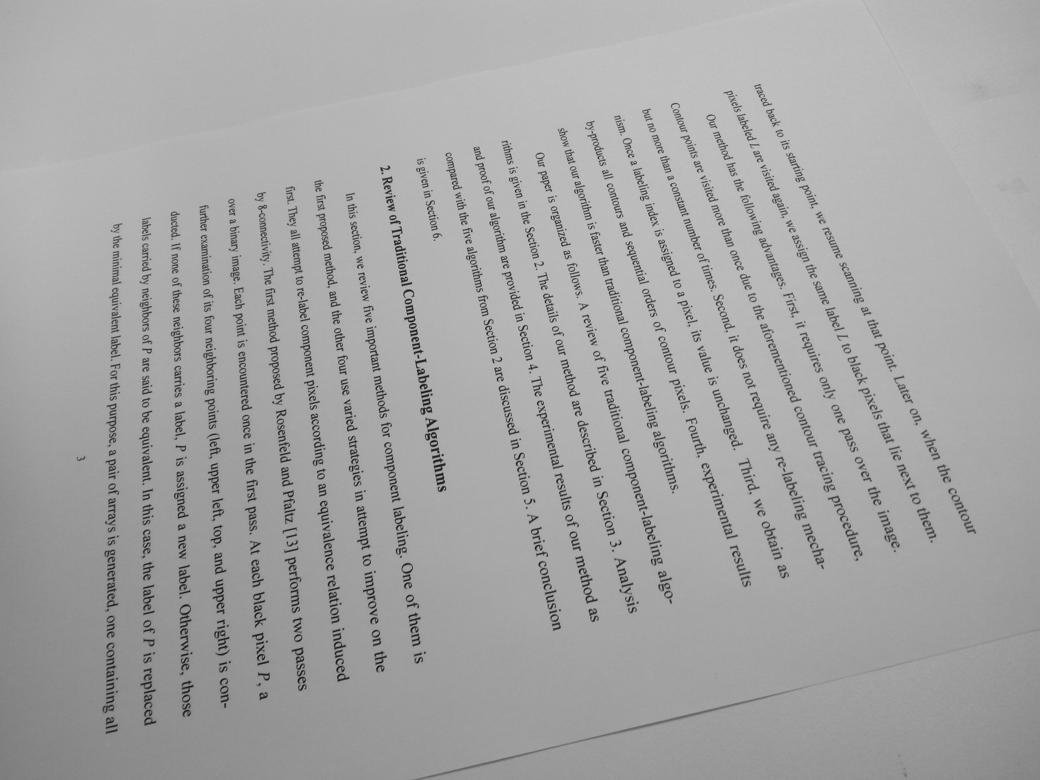 traced back to its starting point, we resume scanning at that point. Later on, when the contour
pixels labeled L are visited again, we assign the same label L to black pixels that lie next to them.
Our method has the following advantages. First, it requires only one pass over the image.
Contour points are visited more than once due to the aforementioned contour tracing procedure,
but no more than a constant number of times. Second, it does not require any re-labeling mecha-
nism. Once a labeling index is assigned to a pixel, its value is unchanged. Third, we obtain as
by-products all contours and sequential orders of contour pixels. Fourth, experimental results
show that our algorithm is faster than traditional component-labeling algorithms.
Our paper is organized as follows. A review of five traditional component-labeling algo-
rithms is given in the Section 2. The details of our method are described in Section 3. Analysis
and proof of our algorithm are provided in Section 4. The experimental results of our method as
compared with the five algorithms from Section 2 are discussed in Section 5. A brief conclusion
is given in Section 6.
2. Review of Traditional Component-Labeling Algorithms
In this section, we review five important methods for component labeling. One of them is
the first proposed method, and the other four use varied strategies in attempt to improve on the
first. They all attempt to re-label component pixels according to an equivalence relation induced
by 8-connectivity. The first method proposed by Rosenfeld and Pfaltz [13] performs two passes
over a binary image. Each point is encountered once in the first pass. At each black pixel P, a
further examination of its four neighboring points (left, upper left, top, and upper right) is con-
ducted. If none of these neighbors carries a label, P is assigned a new label. Otherwise, those
labels carried by neighbors of P are said to be equivalent. In this case, the label of P is replaced
by the minimal equivalent label. For this purpose, a pair of arrays is generated, one containing all
3